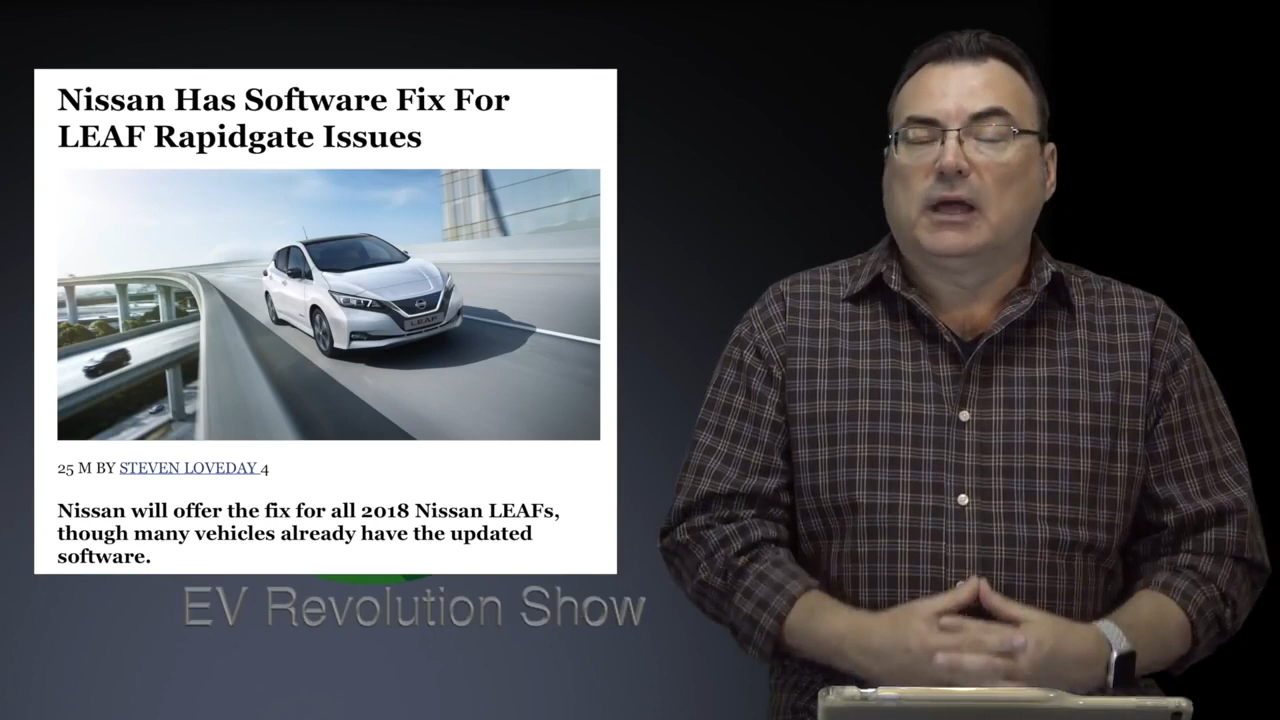 Nissan Has Software Fix For
LEAF Rapidgate Issues
LEAF
25 M BY STEVEN LOVEDAY 4
Nissan will offer the fix for all 2018 Nissan LEAFs,
though many vehicles already have the updated
software.
EV Revolution Show